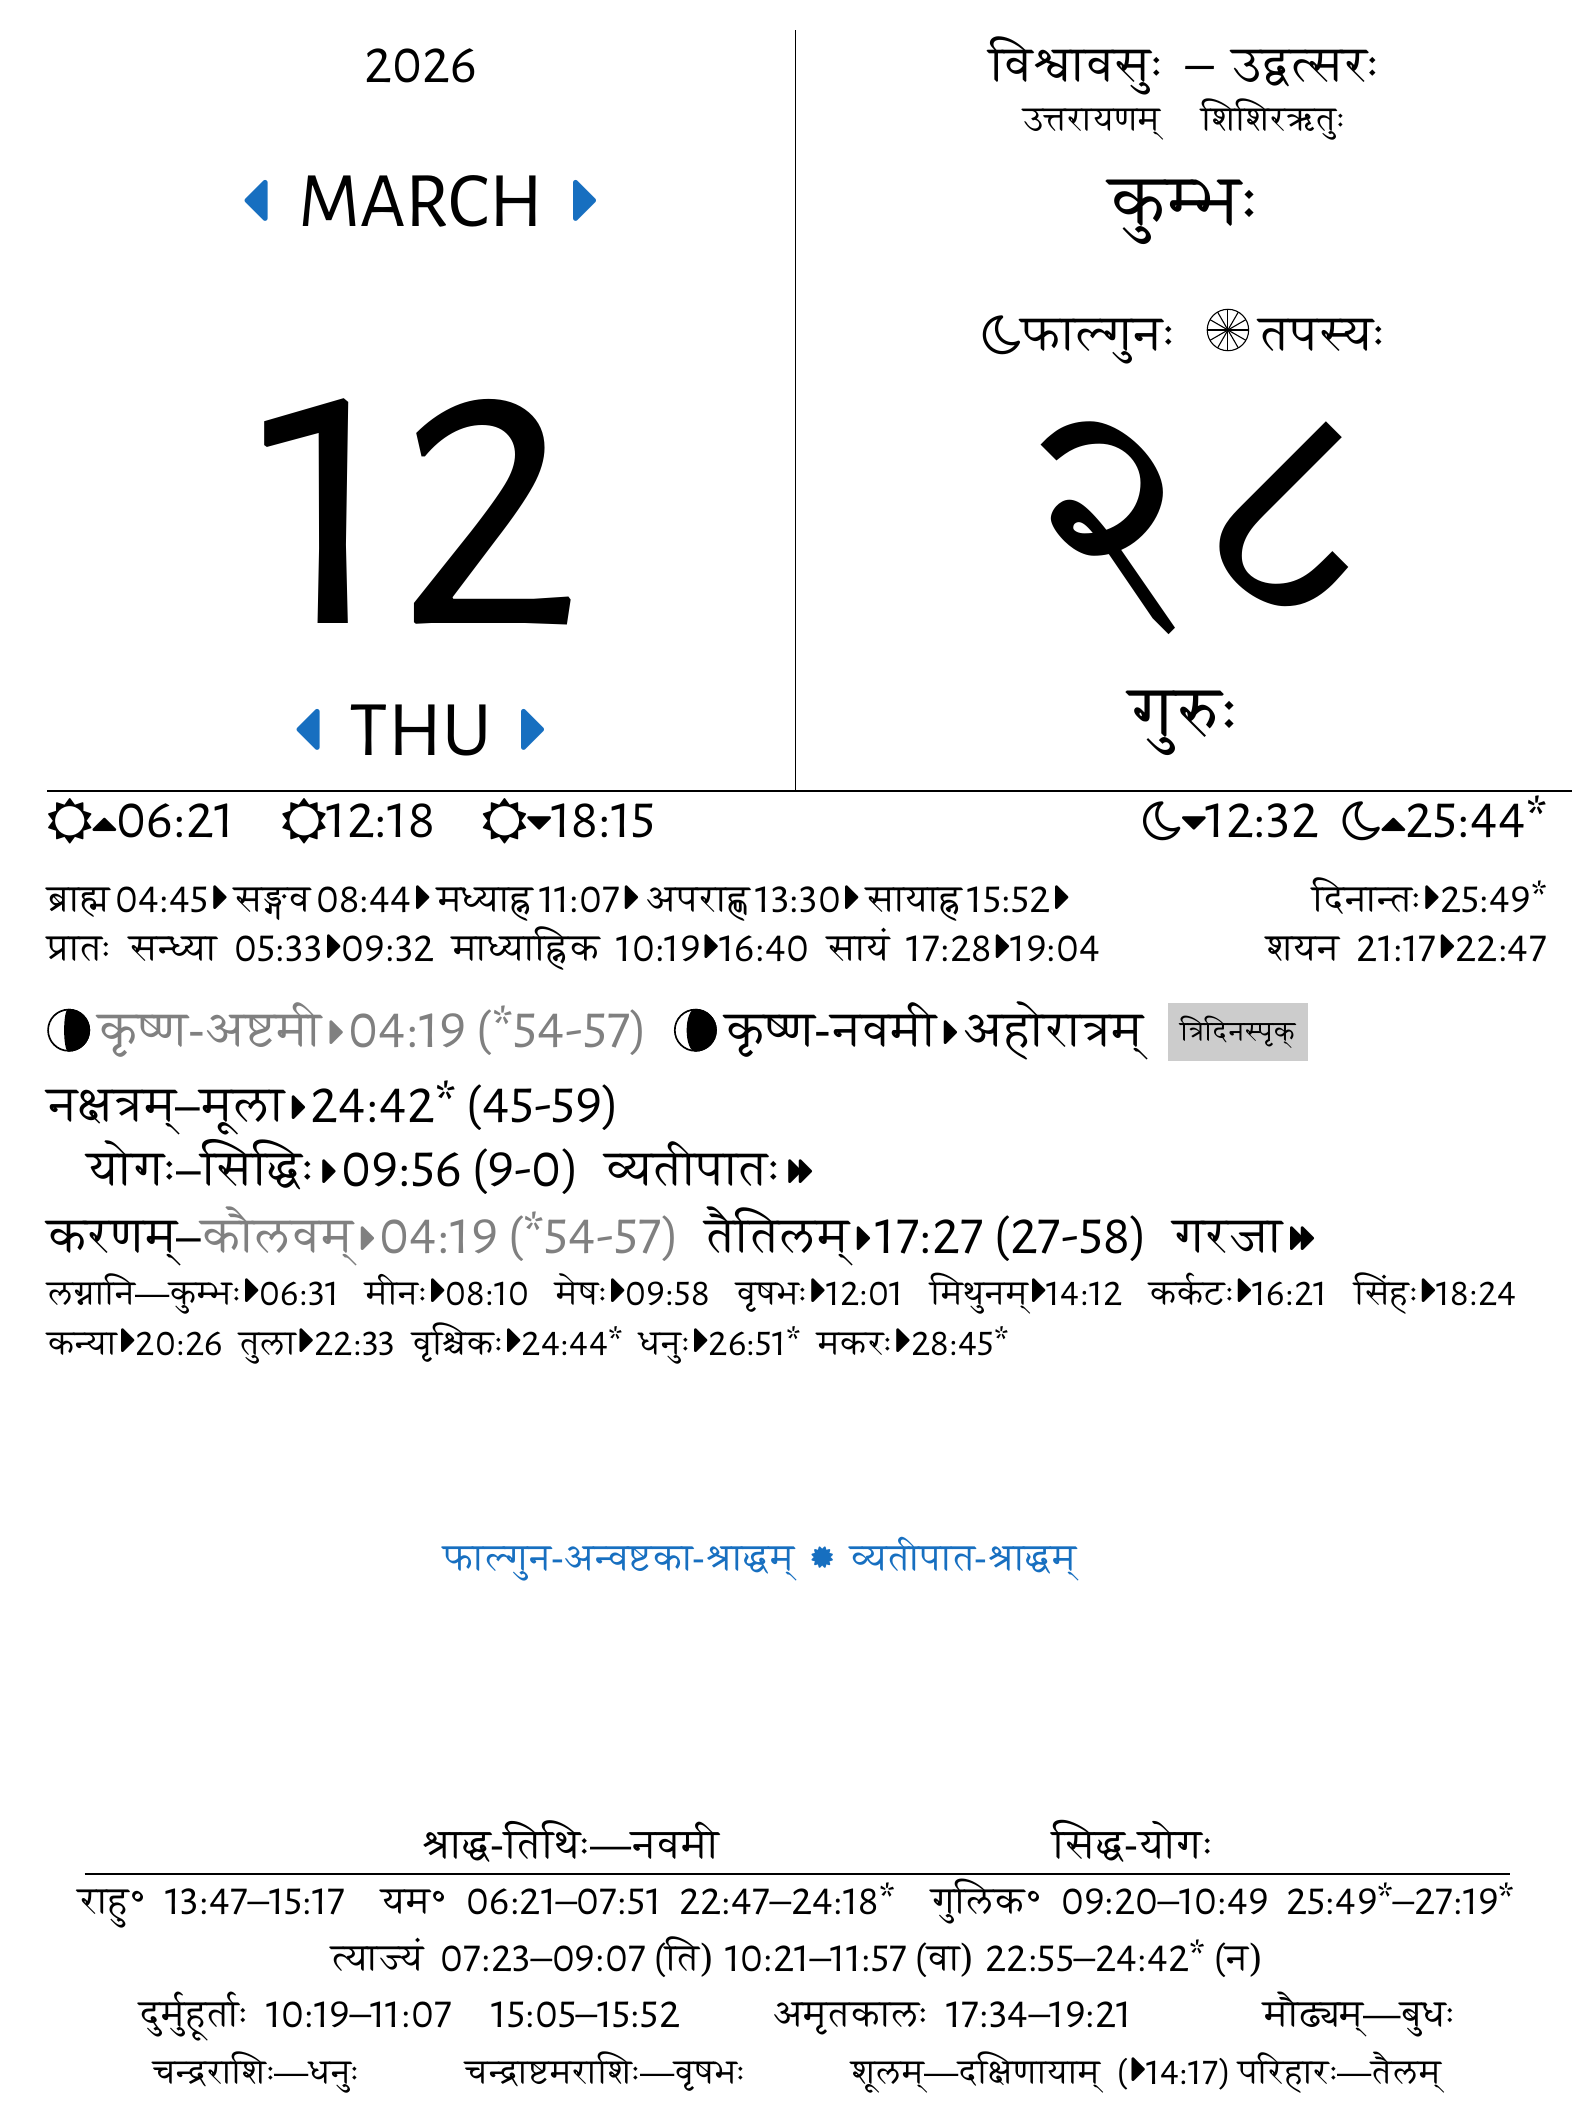 2026
MARCH
12
THU
विश्वावसुः – उद्वत्सरः
उत्तरायणम् शिशिरऋतुः
कुम्भः
फाल्गुनः तपस्यः
२८
गुरुः
06:21 12:18 18:15 12:32 25:44*
ब्राह्म 04:45 सङ्गव 08:44 मध्याह्न 11:07 अपराह्ण 13:30 सायाह्न 15:52 दिनान्तः 25:49*
प्रातः सन्ध्या 05:33 09:32 माध्याह्निक 10:19 16:40 सायं 17:28 19:04 शयन 21:17 22:47
कृष्ण-अष्टमी 04:19 (*54-57) कृष्ण-नवमी अहोरात्रम् त्रिदिनस्पृक्
नक्षत्रम्–मूला 24:42* (45-59)
योगः–सिद्धिः 09:56 (9-0) व्यतीपातः
करणम्–कौलवम् 04:19 (*54-57) तैतिलम् 17:27 (27-58) गरजा
लग्नानि—कुम्भः 06:31 मीनः 08:10 मेषः 09:58 वृषभः 12:01 मिथुनम् 14:12 कर्कटः 16:21 सिंहः 18:24
कन्या 20:26 तुला 22:33 वृश्चिकः 24:44* धनुः 26:51* मकरः 28:45*
फाल्गुन-अन्वष्टका-श्राद्धम् व्यतीपात-श्राद्धम्
श्राद्ध-तिथिः—नवमी सिद्ध-योगः
राहु॰ 13:47–15:17 यम॰ 06:21–07:51 22:47–24:18* गुलिक॰ 09:20–10:49 25:49*–27:19*
त्याज्यं 07:23–09:07 (ति) 10:21–11:57 (वा) 22:55–24:42* (न)
दुर्मुहूर्ताः 10:19–11:07 15:05–15:52 अमृतकालः 17:34–19:21 मौढ्यम्—बुधः
चन्द्रराशिः—धनुः चन्द्राष्टमराशिः—वृषभः शूलम्—दक्षिणायाम् (14:17) परिहारः—तैलम्